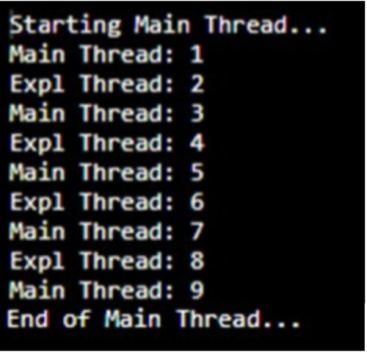 Starting Main Thread...
Main Thread: 1
Expl Thread: 2
Main Thread: 3
Expl Thread: 4
Main Thread: 5
Expl Thread: 6
Main Thread: 7
Expl Thread: 8
Main Thread: 9
End of Main Thread...